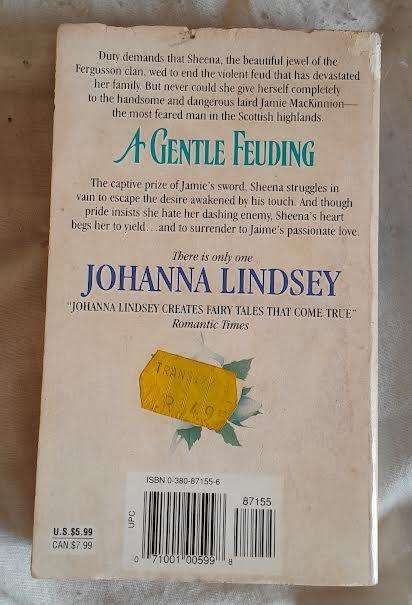 Duty demands that Sheena, the beautiful jewel of the
Fergusson clan, wed to end the violent feud that has devastated
her family. But never could she give herself completely
to the handsome and dangerous laird Jamie MacKinnion—
the most feared man in the Scottish highlands.
A GENTLE FEUDING
The captive prize of Jamie's sword, Sheena struggles in
vain to escape the desire awakened by his touch. And though
pride insists she hate her dashing enemy, Sheena's heart
begs her to yield...and to surrender to Jaime's passionate love.
There is only one
JOHANNA LINDSEY
"JOHANNA LINDSEY CREATES FAIRY TALES THAT COME TRUE"
Romantic Times
ISBN 0-380-87155-6
87155
UPC
U.S.$5.99
CAN.$7.99
0 71001 00599 8